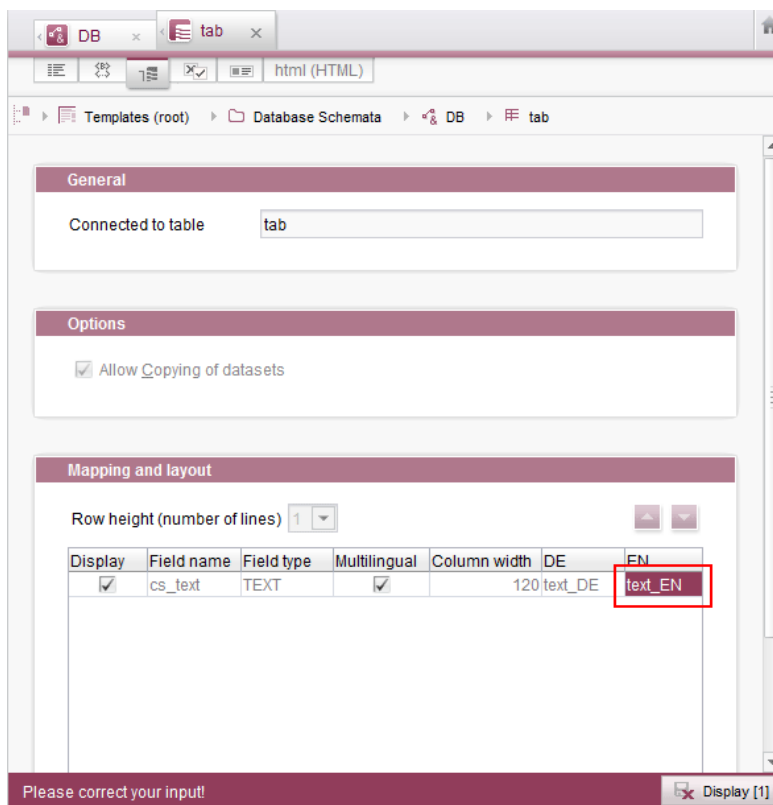 DB
tab
html (HTML)
Templates (root) Database Schemata DB tab
General
Connected to table tab
Options
Allow Copying of datasets
Mapping and layout
Row height (number of lines) 1
Display Field name Field type Multilingual Column width DE EN
cs_text TEXT 120 text_DE text_EN
Please correct your input! Display [1]